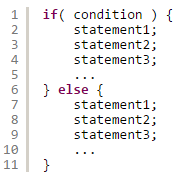 1 if( condition ) {
2     statement1;
3     statement2;
4     statement3;
5     ...
6 } else {
7     statement1;
8     statement2;
9     statement3;
10     ...
11 }